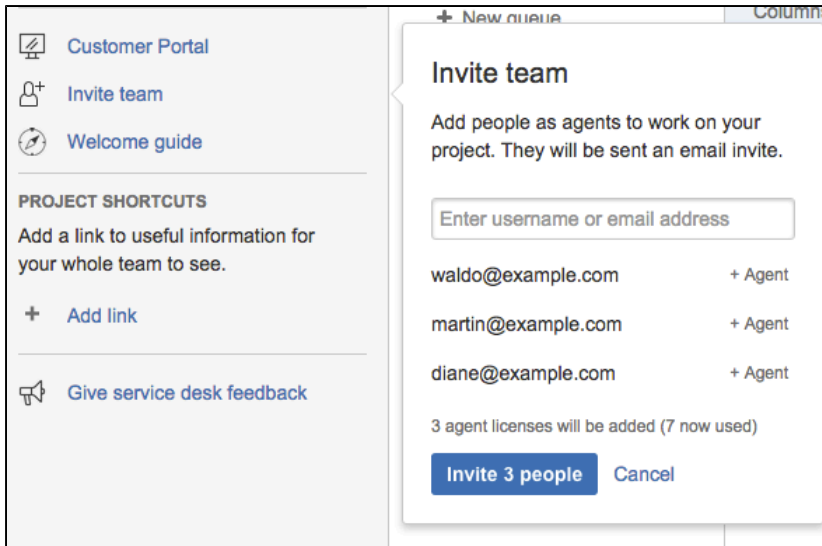 Customer Portal
Invite team
Welcome guide
PROJECT SHORTCUTS
Add a link to useful information for
your whole team to see.
+ Add link
Give service desk feedback
+ New queue
Columns
Invite team
Add people as agents to work on your
project. They will be sent an email invite.
Enter username or email address
waldo@example.com + Agent
martin@example.com + Agent
diane@example.com + Agent
3 agent licenses will be added (7 now used)
Invite 3 people Cancel